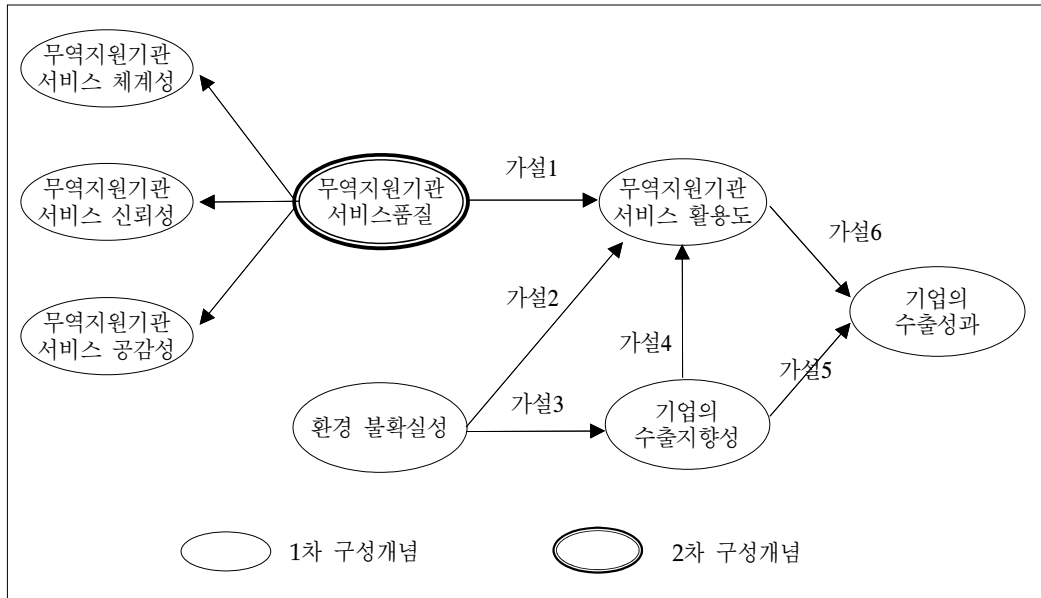 무역지원기관
서비스 체계성
무역지원기관
서비스 신뢰성
무역지원기관
서비스 공감성
무역지원기관
서비스품질
가설1
무역지원기관
서비스 활용도
가설6
가설2
기업의
수출성과
가설4
가설5
환경 불확실성
가설3
기업의
수출지향성
1차 구성개념
2차 구성개념